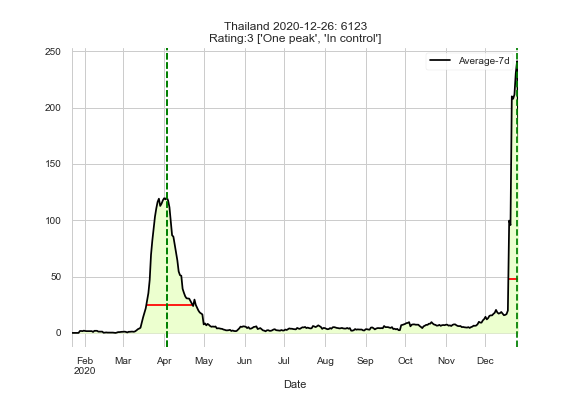 Thailand 2020-12-26: 6123
Rating:3 ['One peak', 'In control']
Average-7d
250
200
150
100
50
0
Feb Mar Apr May Jun Jul Aug Sep Oct Nov Dec
2020
Date